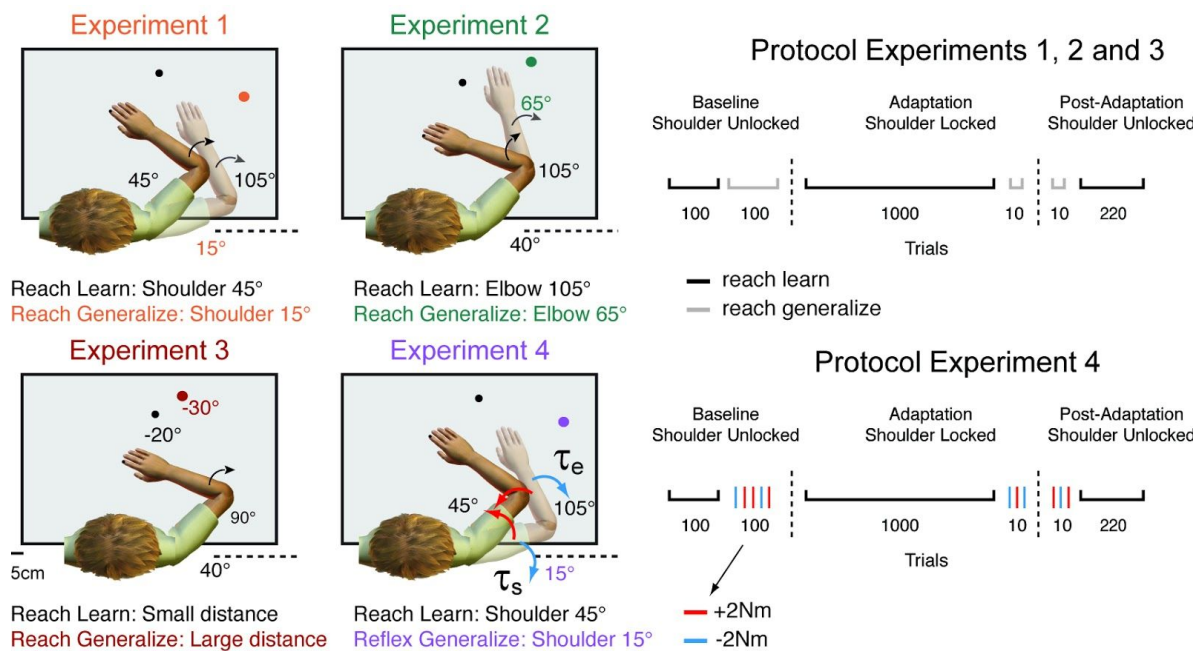 Experiment 1
45°
105°
15°
Reach Learn: Shoulder 45°
Reach Generalize: Shoulder 15°
Experiment 2
65°
105°
40°
Reach Learn: Elbow 105°
Reach Generalize: Elbow 65°
Experiment 3
-30°
-20°
90°
5cm
40°
Reach Learn: Small distance
Reach Generalize: Large distance
Experiment 4
τe
45°
105°
τs
15°
Reach Learn: Shoulder 45°
Reflex Generalize: Shoulder 15°
Protocol Experiments 1, 2 and 3
Baseline
Shoulder Unlocked
Adaptation
Shoulder Locked
Post-Adaptation
Shoulder Unlocked
100 100 1000 10 10 220
Trials
reach learn
reach generalize
Protocol Experiment 4
Baseline
Shoulder Unlocked
Adaptation
Shoulder Locked
Post-Adaptation
Shoulder Unlocked
100 100 1000 10 10 220
Trials
+2Nm
-2Nm